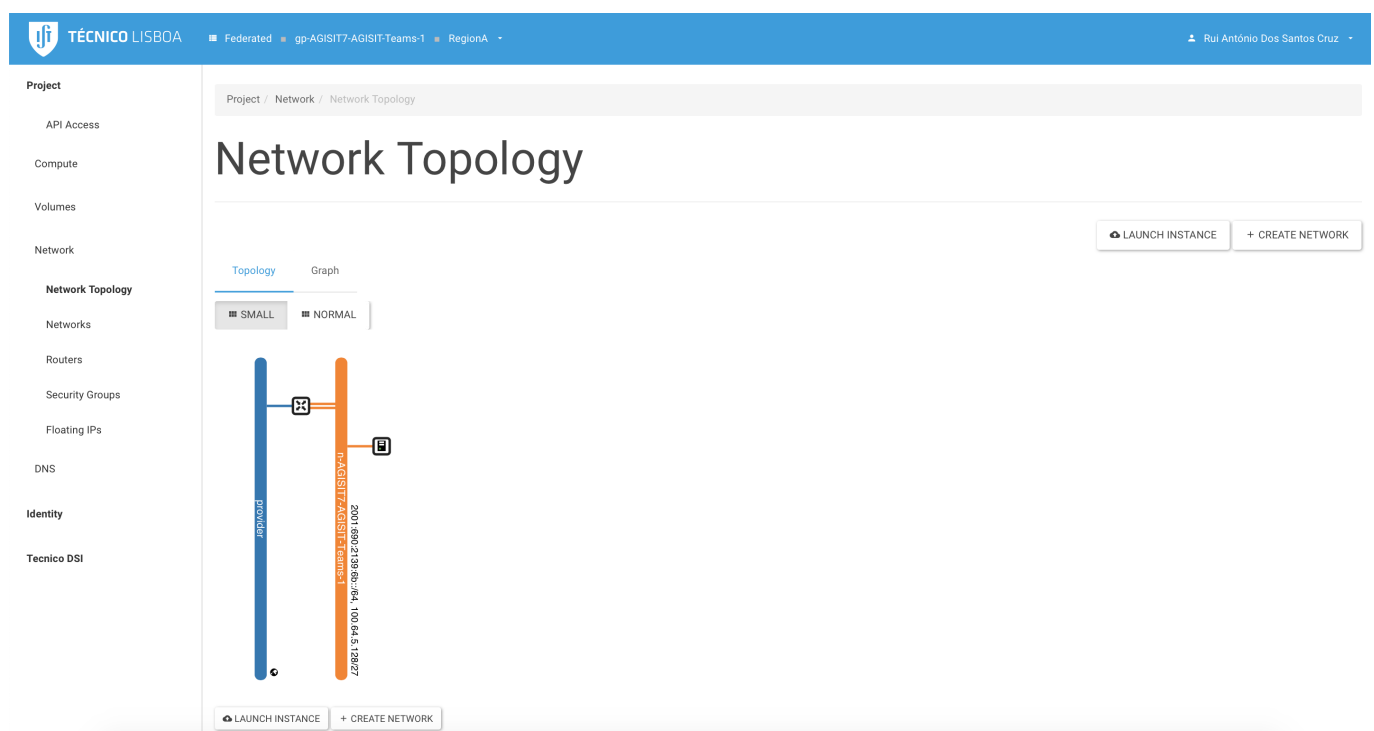 TÉCNICO LISBOA
Federated gp-AGISIT7-AGISIT-Teams-1 RegionA
Rui António Dos Santos Cruz
Project
API Access
Compute
Volumes
Network
Network Topology
Networks
Routers
Security Groups
Floating IPs
DNS
Identity
Tecnico DSI
Project / Network / Network Topology
Network Topology
LAUNCH INSTANCE + CREATE NETWORK
Topology Graph
SMALL NORMAL
provider
n-AGISIT7-AGISIT-Teams-1
2001:690:2139:6b::/64, 100.64.5.128/27
LAUNCH INSTANCE + CREATE NETWORK